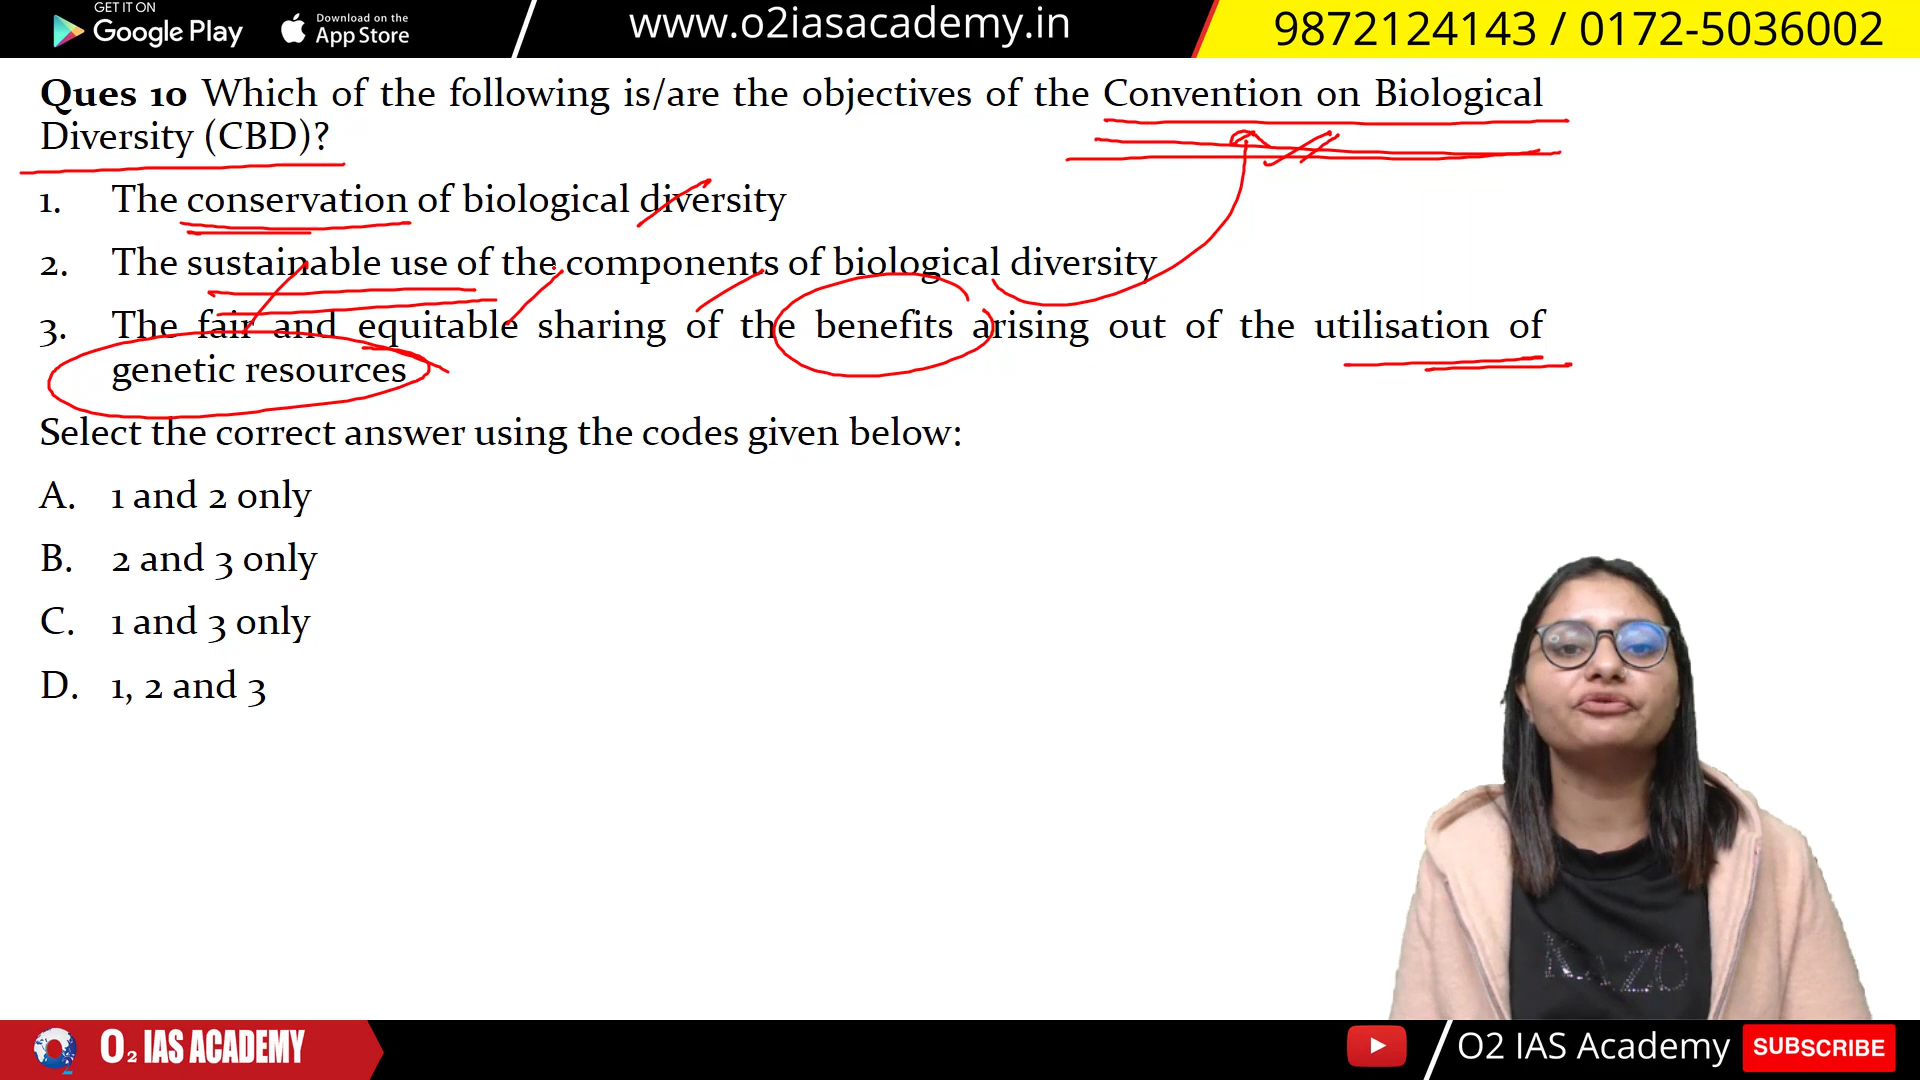 GET IT ON
Google Play
Download on the
App Store
www.o2iasacademy.in
9872124143 / 0172-5036002
Ques 10 Which of the following is/are the objectives of the Convention on Biological
Diversity (CBD)?
1. The conservation of biological diversity
2. The sustainable use of the components of biological diversity
3. The fair and equitable sharing of the benefits arising out of the utilisation of
genetic resources
Select the correct answer using the codes given below:
A. 1 and 2 only
B. 2 and 3 only
C. 1 and 3 only
D. 1, 2 and 3
KAZO
O2 IAS ACADEMY
O2 IAS Academy
SUBSCRIBE